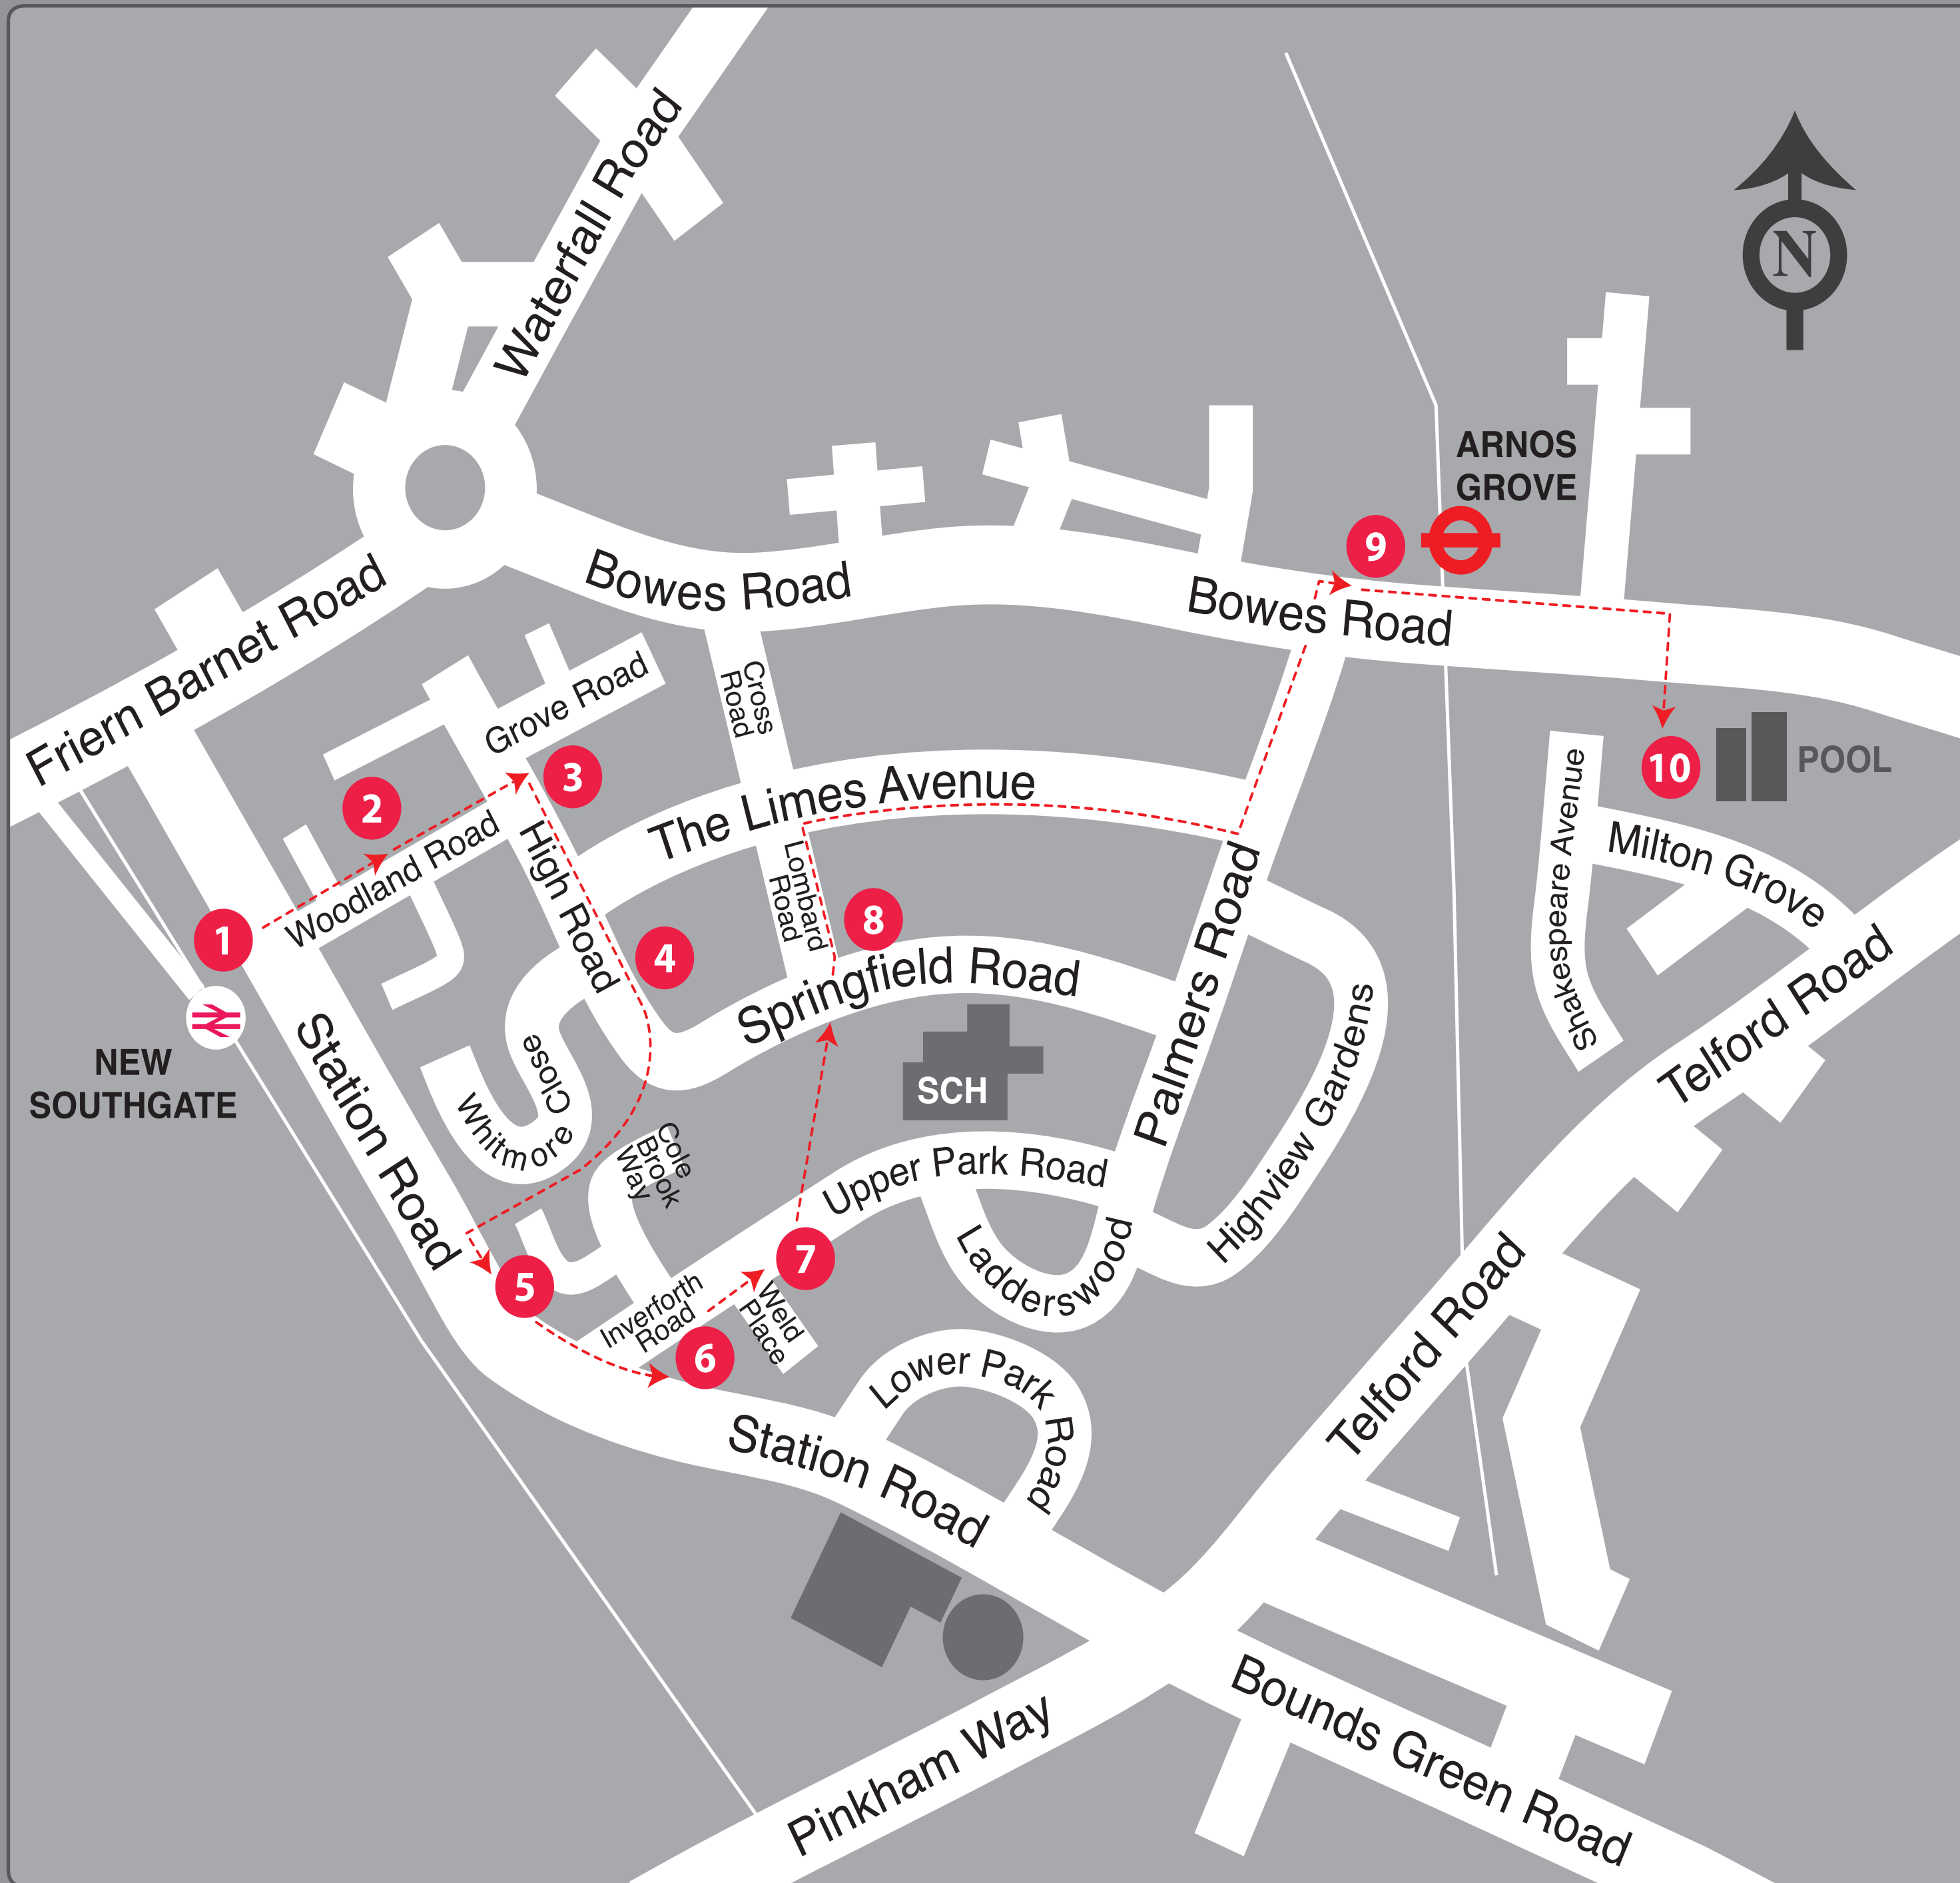 Waterfall Road
N
ARNOS
GROVE
9
Bowes Road
Bowes Road
Friern Barnet Road
Grove Road
Cross
Road
3
2
10
POOL
The Limes Avenue
Shakespeare Avenue
Milton Grove
Woodland Road
High Road
Lombard
Road
8
1
4
Springfield Road
Palmers Road
Telford Road
NEW
SOUTHGATE
Station Road
Whitmore Close
SCH
Highview Gardens
Cole
Brook
Way
Upper Park Road
Ladderswood
5
7
Inverforth
Road
Weld
Place
6
Lower Park Road
Telford Road
Station Road
Pinkham Way
Bounds Green Road